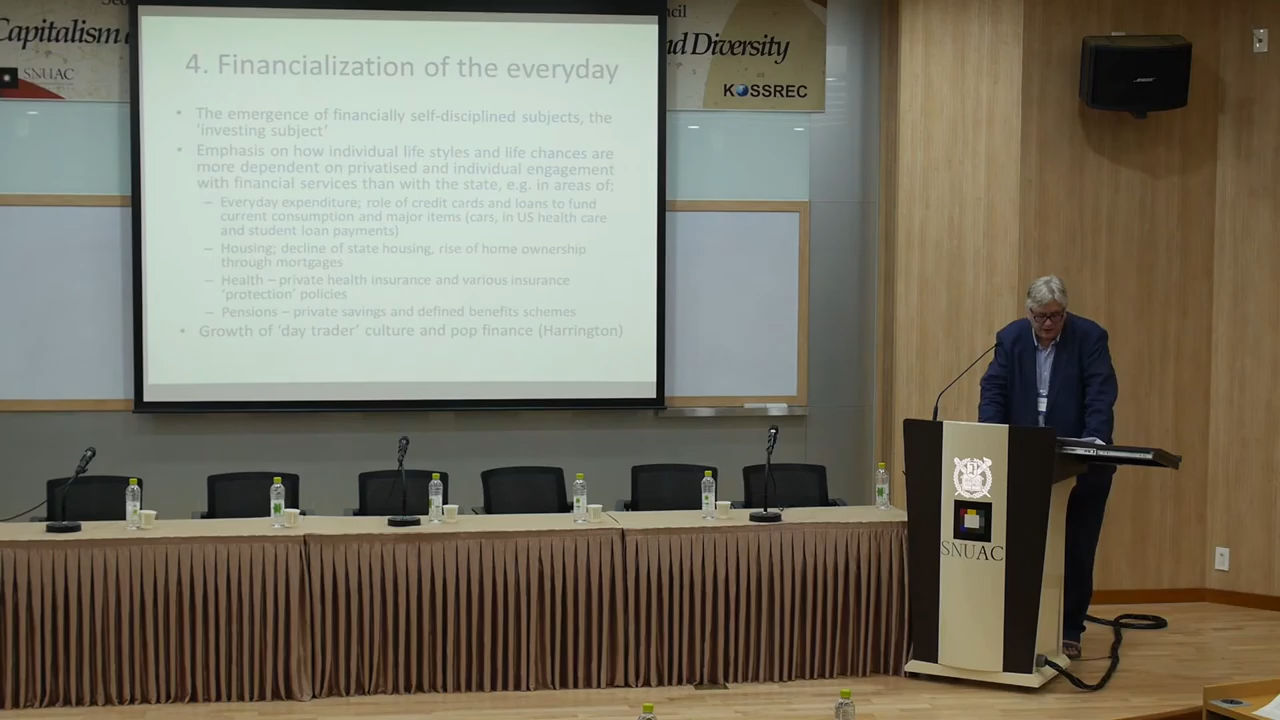 ncil
Capitalism
nd Diversity
SNUAC
KOSSREC
4. Financialization of the everyday
• The emergence of financially self-disciplined subjects, the
'investing subject'
• Emphasis on how individual life styles and life chances are
more dependent on privatised and individual engagement
with financial services than with the state, e.g. in areas of;
– Everyday expenditure; role of credit cards and loans to fund
current consumption and major items (cars, in US health care
and student loan payments)
– Housing; decline of state housing, rise of home ownership
through mortgages
– Health – private health insurance and various insurance
'protection' policies
– Pensions – private savings and defined benefits schemes
• Growth of 'day trader' culture and pop finance (Harrington)
BOSE
SNUAC